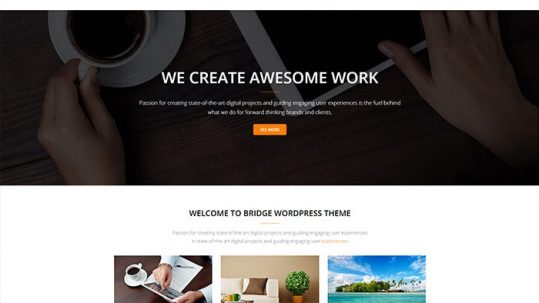 WE CREATE AWESOME WORK
Passion for creating state-of-the-art digital projects and guiding engaging user experiences is the fuel behind
what we do for forward thinking brands and clients.
SEE MORE
WELCOME TO BRIDGE WORDPRESS THEME
Passion for creating state-of-the-art digital projects and guiding engaging user experiences
in state-of-the-art digital projects and guiding engaging user experiences